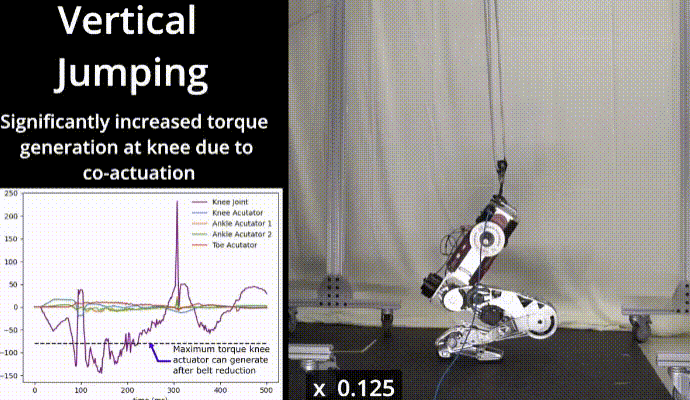 Vertical
Jumping
Significantly increased torque
generation at knee due to
co-actuation
250
200
150
100
50
0
-50
-100
-150
Knee Joint
Knee Acutator
Ankle Acutator 1
Ankle Acutator 2
Toe Acutator
Maximum torque knee
actuator can generate
after belt reduction
0 100 200 300 400 500
time (ms)
x 0.125